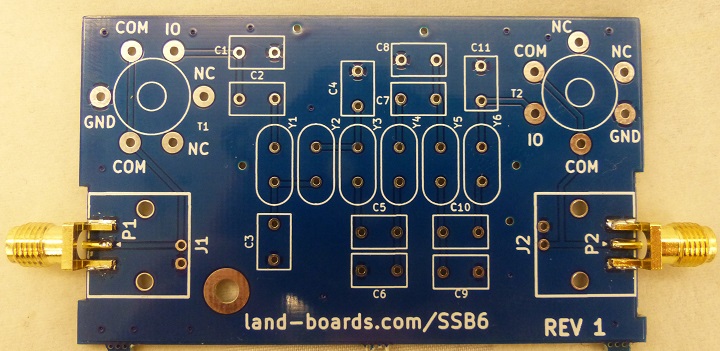 COM
IO
C1
C8
C11
COM
NC
NC
NC
C2
C4
C7
T2
GND
T1
IO
GND
COM
NC
Y1
Y2
Y3
Y4
Y5
Y6
COM
P1
J1
C3
C5
C10
J2
P2
C6
C9
land-boards.com/SSB6
REV 1